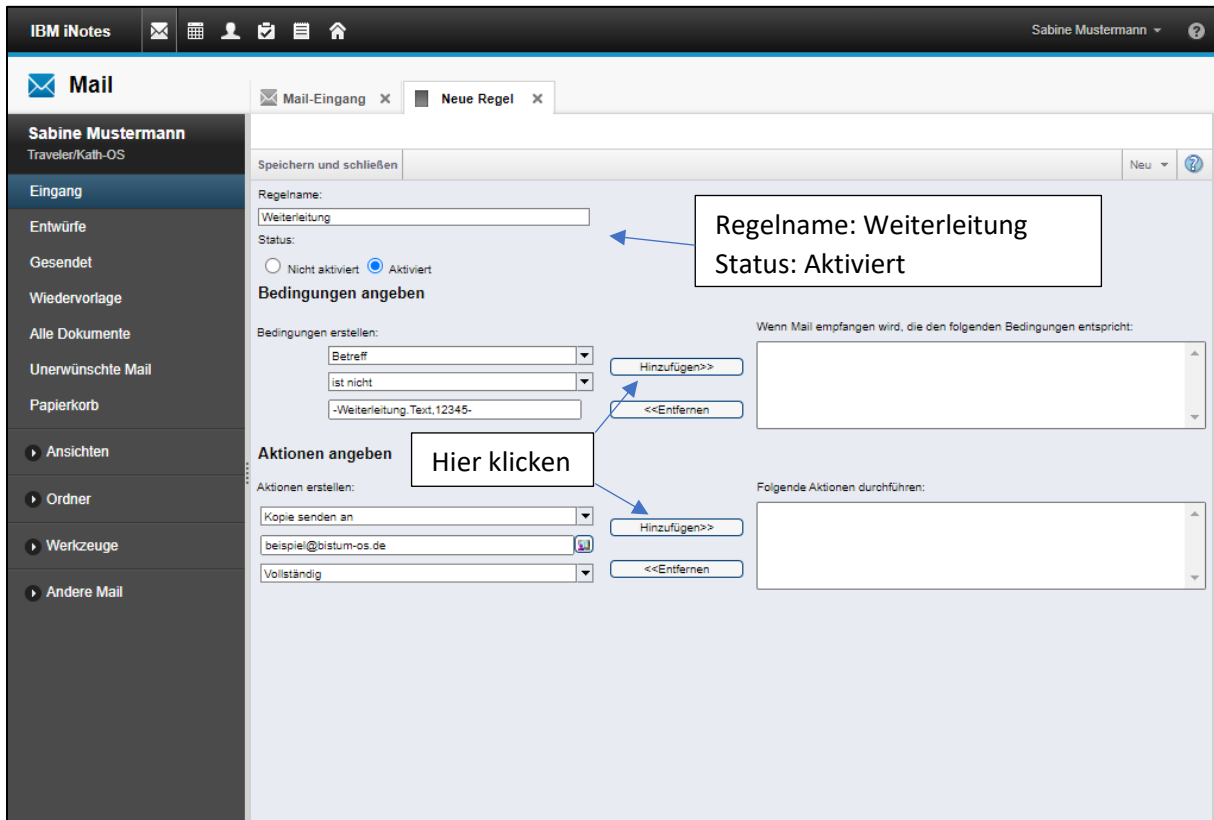 IBM iNotes
Sabine Mustermann
Mail
Mail-Eingang X
Neue Regel X
Sabine Mustermann
Traveler/Kath-OS
Speichern und schließen
Neu
Eingang
Entwürfe
Gesendet
Wiedervorlage
Alle Dokumente
Unerwünschte Mail
Papierkorb
Ansichten
Ordner
Werkzeuge
Andere Mail
Regelname:
Weiterleitung
Status:
Nicht aktiviert Aktiviert
Regelname: Weiterleitung
Status: Aktiviert
Bedingungen angeben
Bedingungen erstellen:
Betreff
ist nicht
-Weiterleitung.Text,12345-
Hinzufügen>>
<<Entfernen
Wenn Mail empfangen wird, die den folgenden Bedingungen entspricht:
Hier klicken
Aktionen angeben
Aktionen erstellen:
Kopie senden an
beispiel@bistum-os.de
Vollständig
Hinzufügen>>
<<Entfernen
Folgende Aktionen durchführen: